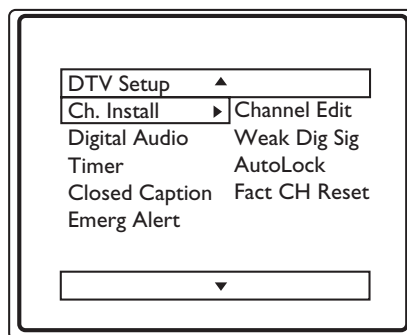 DTV Setup ▲
Ch. Install ▶ Channel Edit
Digital Audio Weak Dig Sig
Timer AutoLock
Closed Caption Fact CH Reset
Emerg Alert
▼